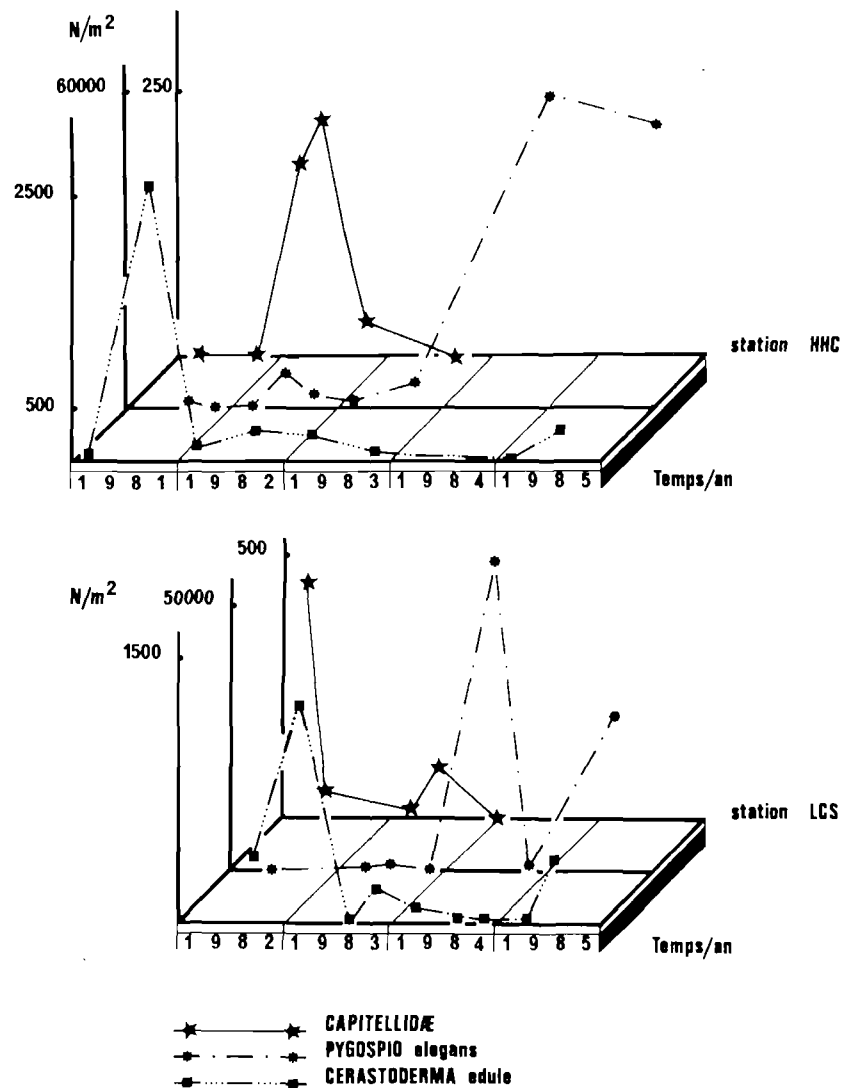 N/m2
60000 250
2500
500
station HHC
1 9 8 1 1 9 8 2 1 9 8 3 1 9 8 4 1 9 8 5 Temps/an
500
N/m2 50000
1500
station LCS
1 9 8 2 1 9 8 3 1 9 8 4 1 9 8 5 Temps/an
CAPITELLIDÆ
PYGOSPIO elegans
CERASTODERMA edule